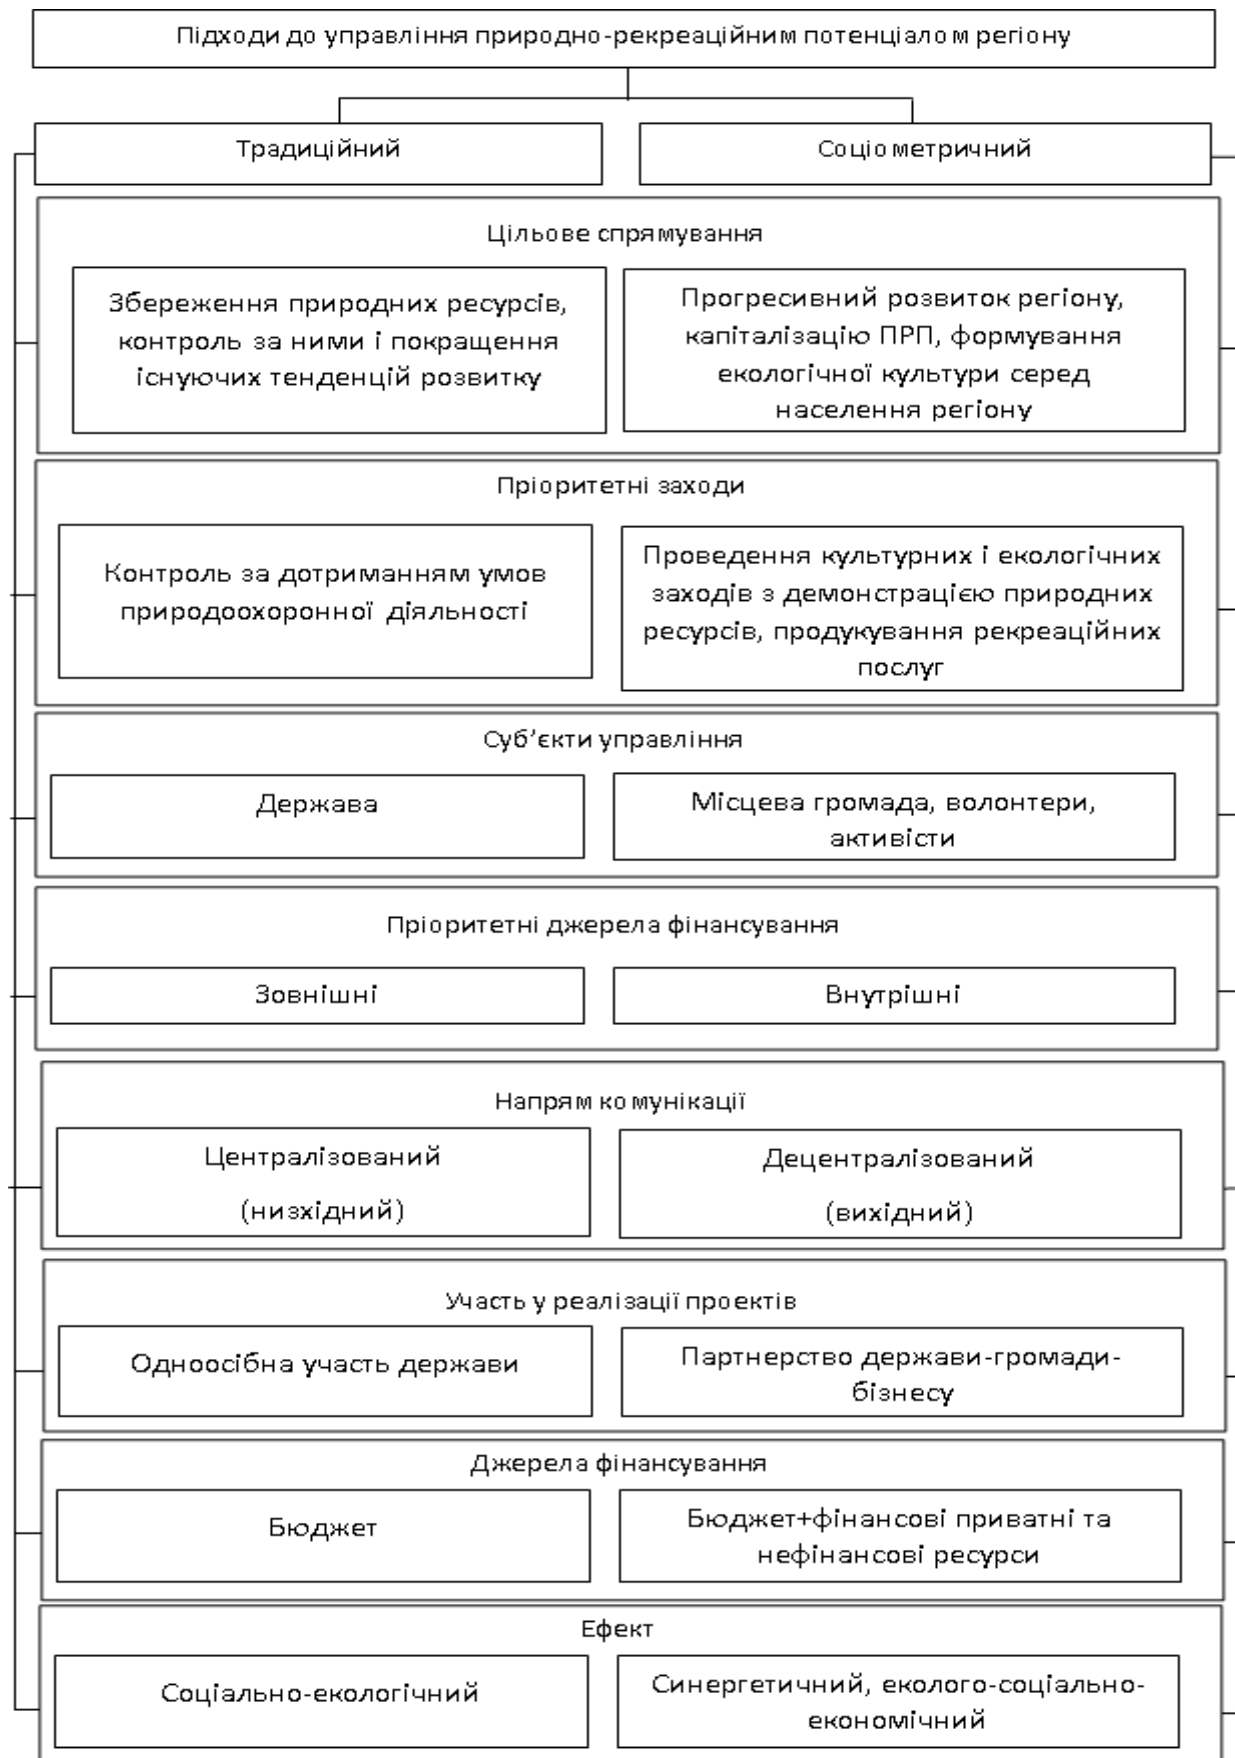 Підходи до управління природно-рекреаційним потенціалом регіону
Традиційний
Соціометричний
Цільове спрямування
Збереження природних ресурсів,
контроль за ними і покращення
існуючих тенденцій розвитку
Прогресивний розвиток регіону,
капіталізацію ПРП, формування
екологічної культури серед
населення регіону
Пріоритетні заходи
Контроль за дотриманням умов
природоохоронної діяльності
Проведення культурних і екологічних
заходів з демонстрацією природних
ресурсів, продукування рекреаційних
послуг
Суб’єкти управління
Держава
Місцева громада, волонтери,
активісти
Пріоритетні джерела фінансування
Зовнішні
Внутрішні
Напрям комунікації
Централізований
(низхідний)
Децентралізований
(вихідний)
Участь у реалізації проектів
Одноосібна участь держави
Партнерство держави-громади-
бізнесу
Джерела фінансування
Бюджет
Бюджет+фінансові приватні та
нефінансові ресурси
Ефект
Соціально-екологічний
Синергетичний, еколого-соціально-
економічний